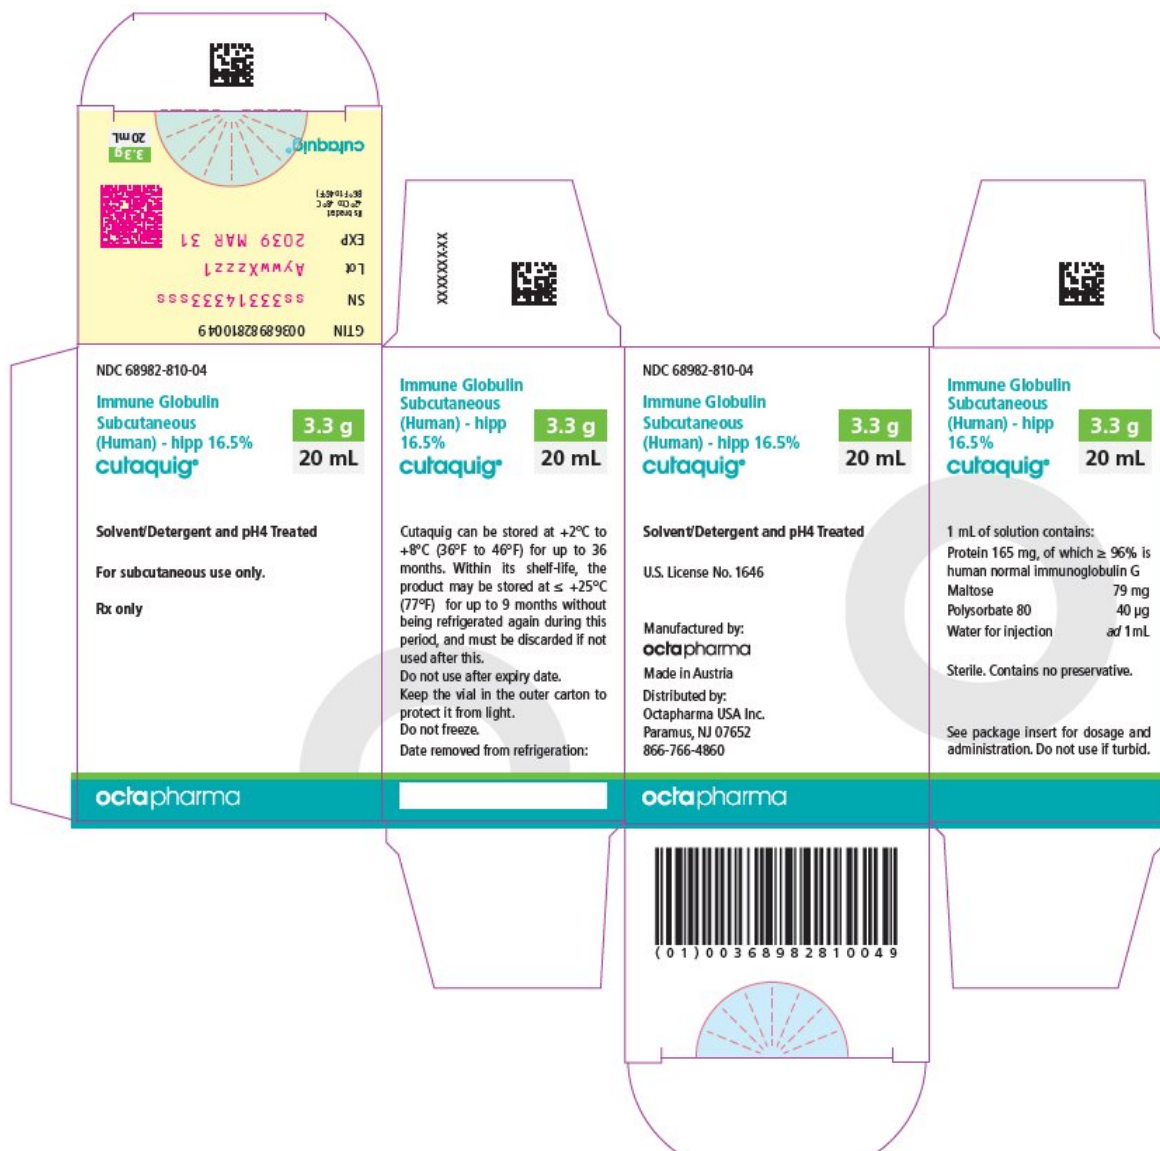 cutaquig®
3.3 g
20 mL
+2°C to +8°C
EXP 2039 MAR 31
Lot AywwXzzz1
SN
GTIN 00368982810049
XXXXXXXX-XX
NDC 68982-810-04
Immune Globulin
Subcutaneous
(Human) - hipp 16.5%
cutaquig®
3.3 g
20 mL
Solvent/Detergent and pH4 Treated
For subcutaneous use only.
Rx only
octapharma
Immune Globulin
Subcutaneous
(Human) - hipp
16.5%
cutaquig®
3.3 g
20 mL
Cutaquig can be stored at +2°C to
+8°C (36°F to 46°F) for up to 36
months. Within its shelf-life, the
product may be stored at ≤ +25°C
(77°F) for up to 9 months without
being refrigerated again during this
period, and must be discarded if not
used after this.
Do not use after expiry date.
Keep the vial in the outer carton to
protect it from light.
Do not freeze.
Date removed from refrigeration:
NDC 68982-810-04
Immune Globulin
Subcutaneous
(Human) - hipp 16.5%
cutaquig®
3.3 g
20 mL
Solvent/Detergent and pH4 Treated
U.S. License No. 1646
Manufactured by:
octapharma
Made in Austria
Distributed by:
Octapharma USA Inc.
Paramus, NJ 07652
866-766-4860
octapharma
(01)00368982810049
Immune Globulin
Subcutaneous
(Human) - hipp
16.5%
cutaquig®
3.3 g
20 mL
1 mL of solution contains:
Protein 165 mg, of which ≥ 96% is
human normal immunoglobulin G
Maltose 79 mg
Polysorbate 80 40 µg
Water for injection ad 1mL
Sterile. Contains no preservative.
See package insert for dosage and
administration. Do not use if turbid.